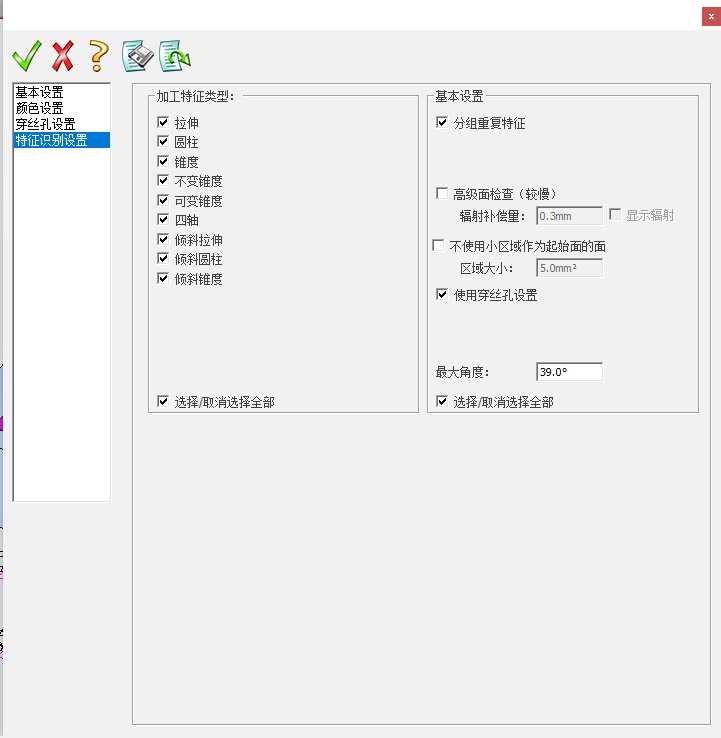 x
基本设置
颜色设置
穿丝孔设置
特征识别设置
加工特征类型:
拉伸
圆柱
锥度
不变锥度
可变锥度
四轴
倾斜拉伸
倾斜圆柱
倾斜锥度
选择/取消选择全部
基本设置
分组重复特征
高级面检查（较慢）
辐射补偿量: 0.3mm 显示辐射
不使用小区域作为起始面的面
区域大小: 5.0mm²
使用穿丝孔设置
最大角度: 39.0°
选择/取消选择全部